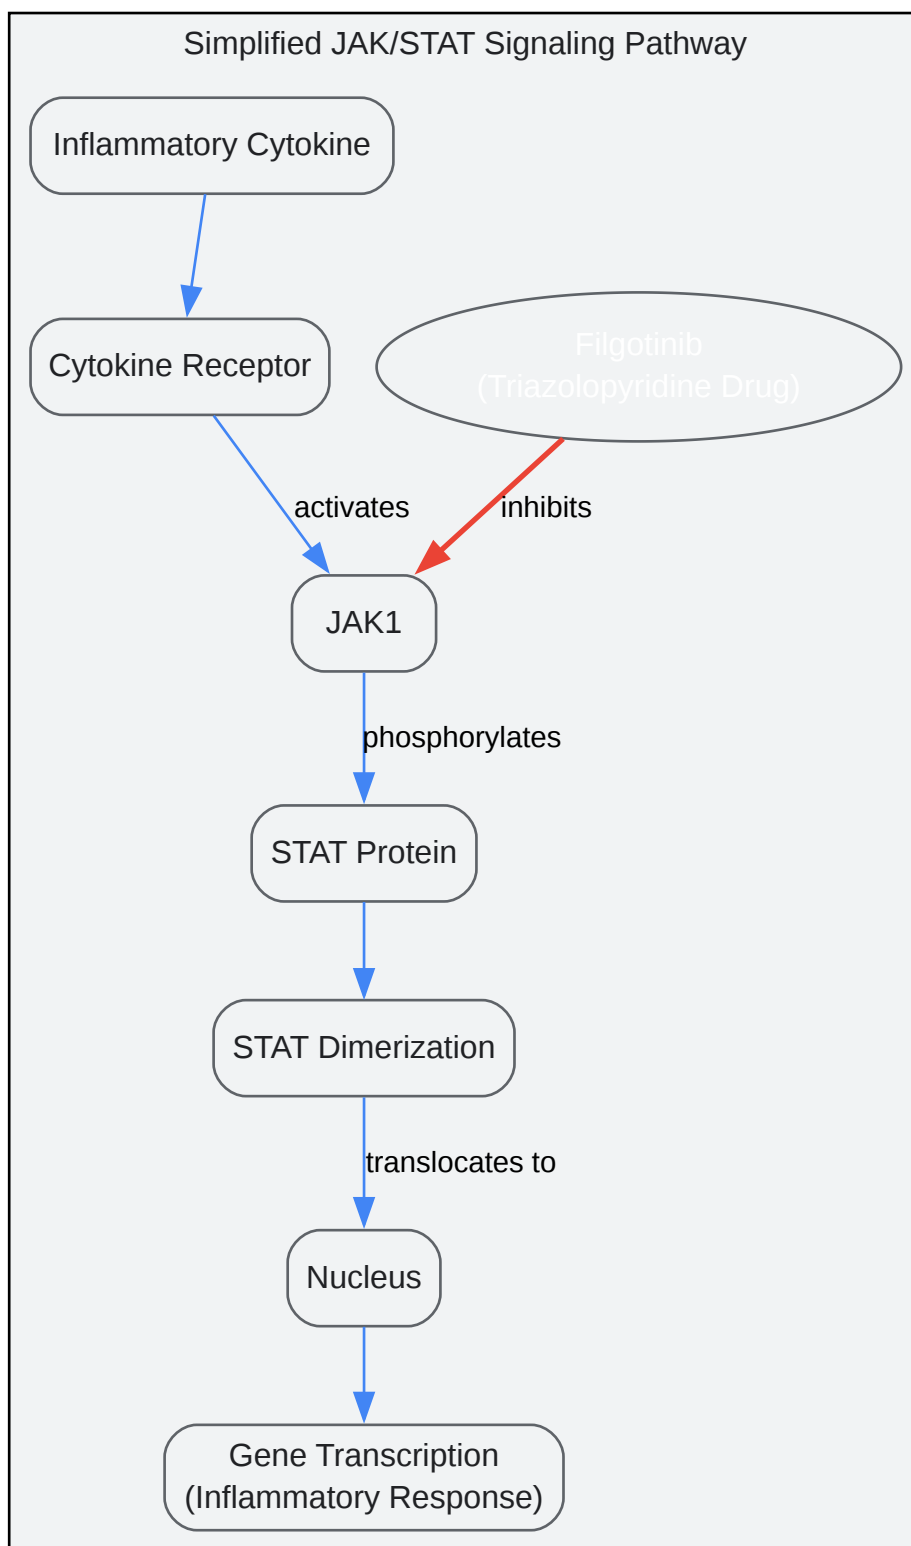 Simplified JAK/STAT Signaling Pathway
Inflammatory Cytokine
Cytokine Receptor
Filgotinib
(Triazolopyridine Drug)
activates
inhibits
JAK1
phosphorylates
STAT Protein
STAT Dimerization
translocates to
Nucleus
Gene Transcription
(Inflammatory Response)